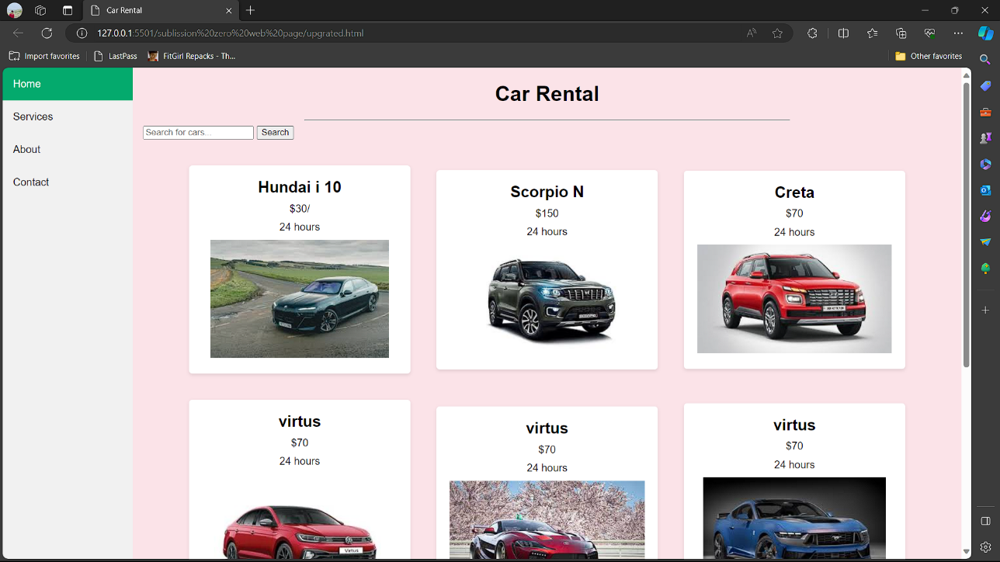 Car Rental
127.0.0.1:5501/sublission%20zero%20web%20page/upgrated.html
Import favorites
LastPass
FitGirl Repacks - Th...
Other favorites
Home
Services
About
Contact
Car Rental
Search for cars...
Search
Hundai i 10
$30/
24 hours
Scorpio N
$150
24 hours
Creta
$70
24 hours
virtus
$70
24 hours
Virtus
virtus
$70
24 hours
virtus
$70
24 hours